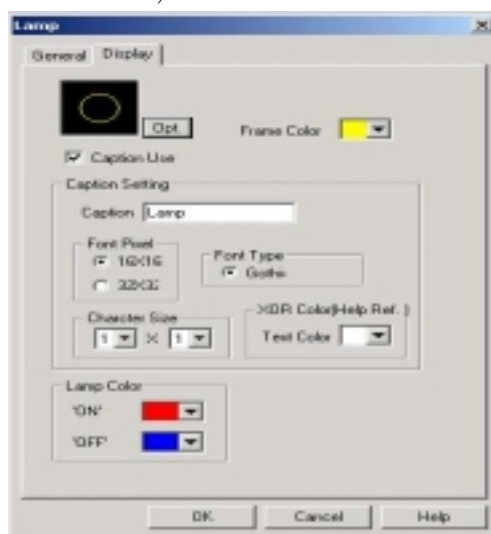 Lamp
General Display
Opt.
Frame Color
Caption Use
Caption Setting
Caption Lamp
Font Pixel
16X16
32X32
Font Type
Gothic
Charcter Size
1 X 1
XOR Color(Help Ref. )
Text Color
Lamp Color
'ON'
'OFF'
OK Cancel Help